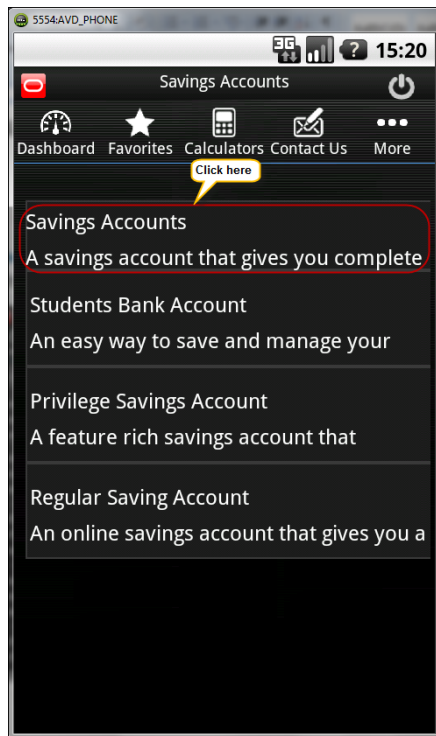 5554:AVD_PHONE
3G 15:20
Savings Accounts
Dashboard Favorites Calculators Contact Us More
Click here
Savings Accounts
A savings account that gives you complete
Students Bank Account
An easy way to save and manage your
Privilege Savings Account
A feature rich savings account that
Regular Saving Account
An online savings account that gives you a